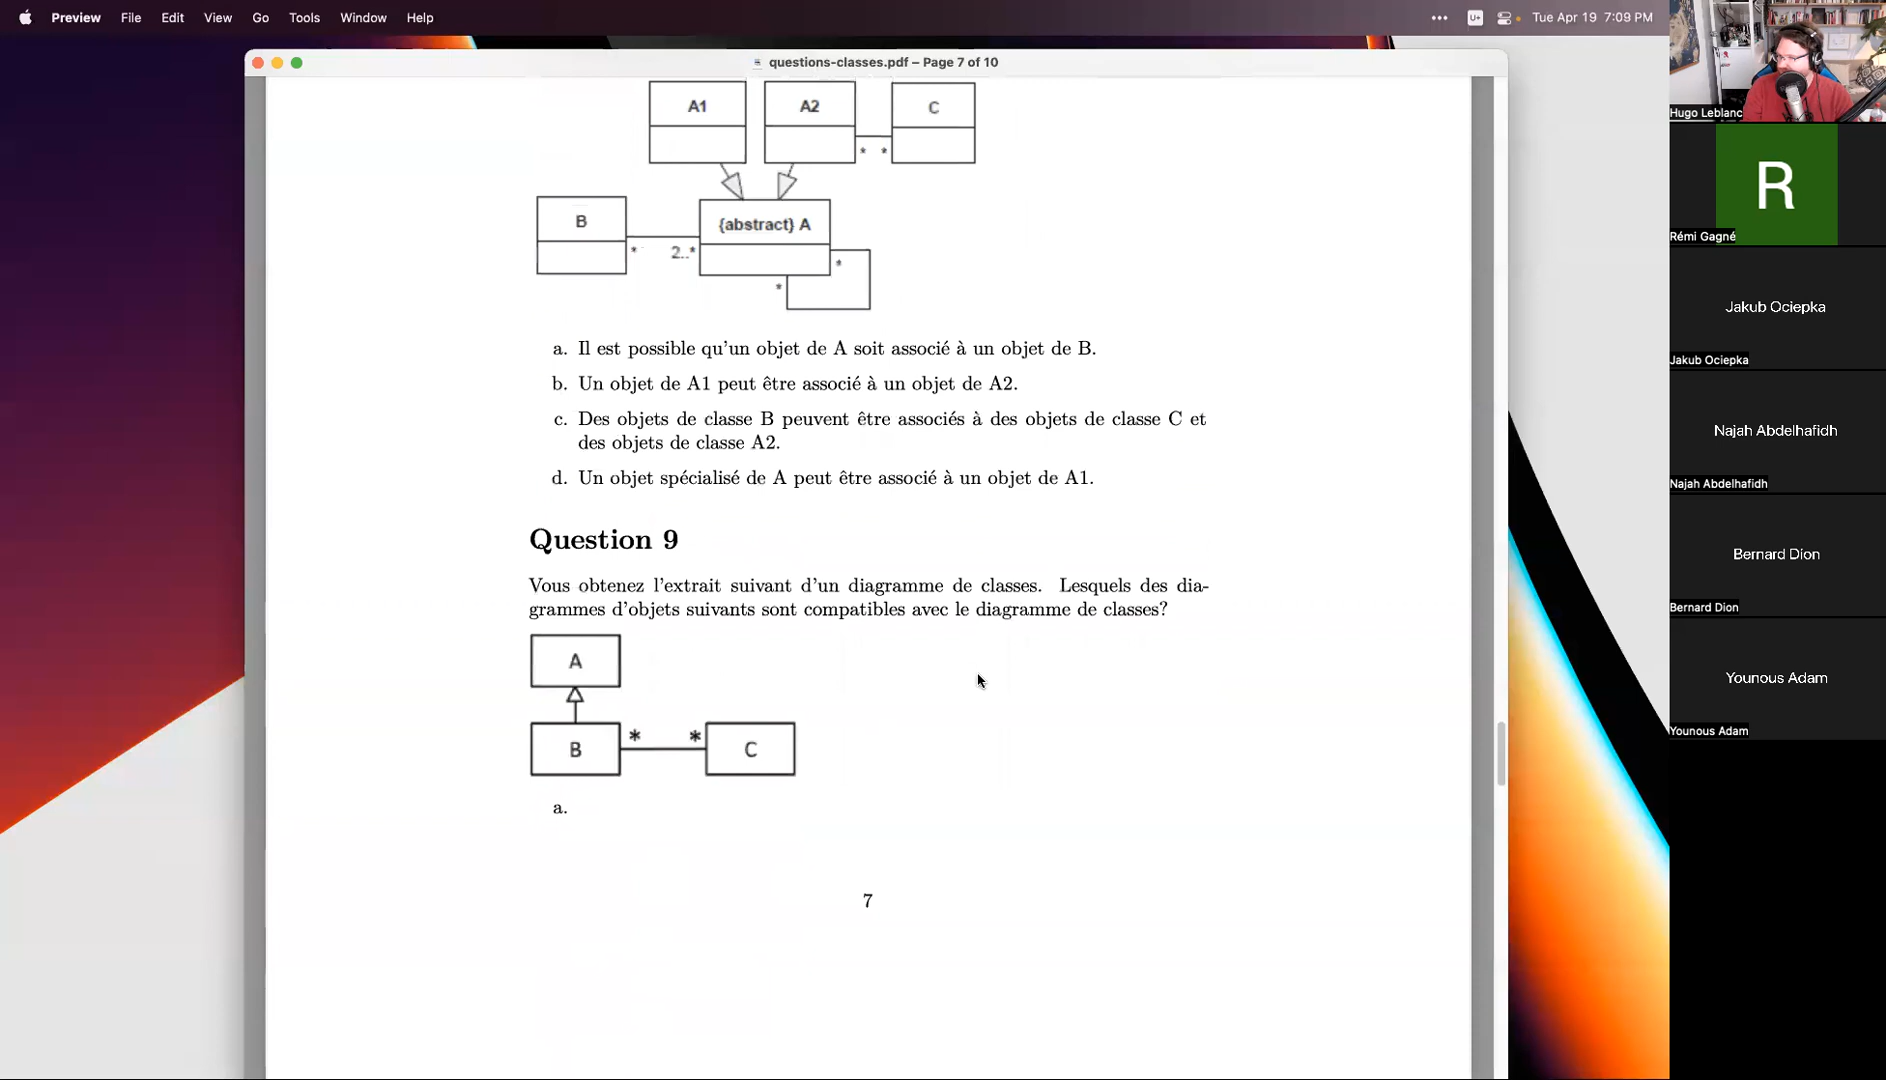 Preview File Edit View Go Tools Window Help
Tue Apr 19 7:09 PM
questions-classes.pdf – Page 7 of 10
A1
A2
C
* *
B
{abstract} A
* 2..*
*
*
a. Il est possible qu'un objet de A soit associé à un objet de B.
b. Un objet de A1 peut être associé à un objet de A2.
c. Des objets de classe B peuvent être associés à des objets de classe C et
des objets de classe A2.
d. Un objet spécialisé de A peut être associé à un objet de A1.
Question 9
Vous obtenez l'extrait suivant d'un diagramme de classes. Lesquels des dia-
grammes d'objets suivants sont compatibles avec le diagramme de classes?
A
B * * C
a.
7
Hugo Leblanc
R
Rémi Gagné
Jakub Ociepka
Jakub Ociepka
Najah Abdelhafidh
Najah Abdelhafidh
Bernard Dion
Bernard Dion
Younous Adam
Younous Adam